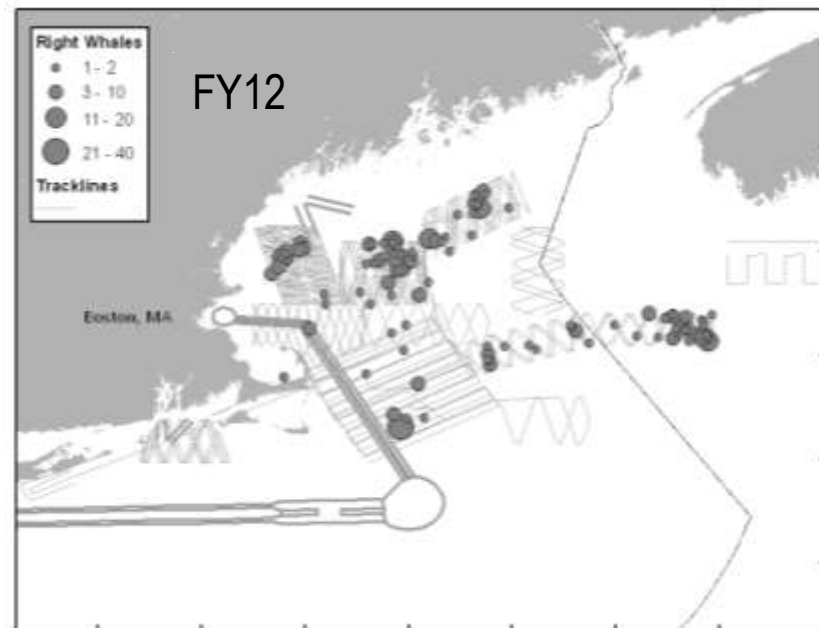 Right Whales
1 - 2
3 - 10
11 - 20
21 - 40
Tracklines
FY12
Boston, MA